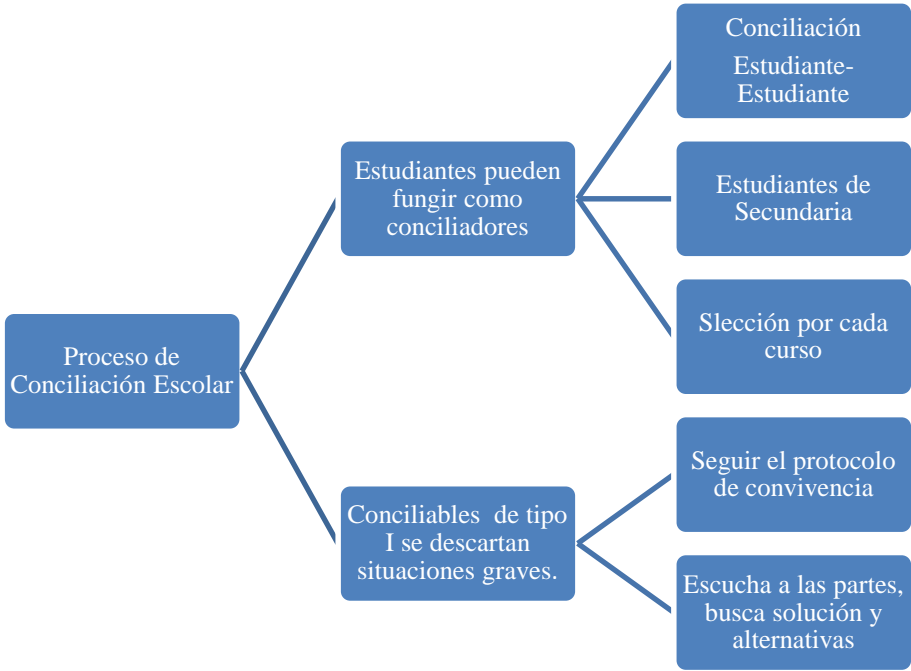 Proceso de
Conciliación Escolar
Estudiantes pueden
fungir como
conciliadores
Conciliación
Estudiante-
Estudiante
Estudiantes de
Secundaria
Slección por cada
curso
Conciliables de tipo
I se descartan
situaciones graves.
Seguir el protocolo
de convivencia
Escucha a las partes,
busca solución y
alternativas